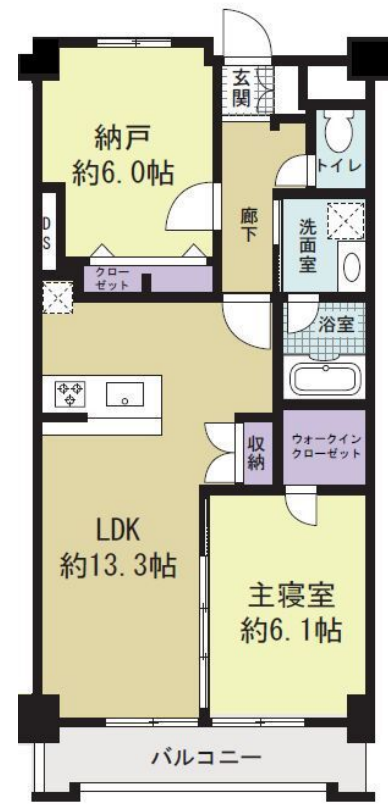 玄
関
納戸
約6.0帖
トイレ
廊
下
洗
面
室
DS
クロー
ゼット
浴室
収
納
ウォークイン
クローゼット
LDK
約13.3帖
主寝室
約6.1帖
バルコニー